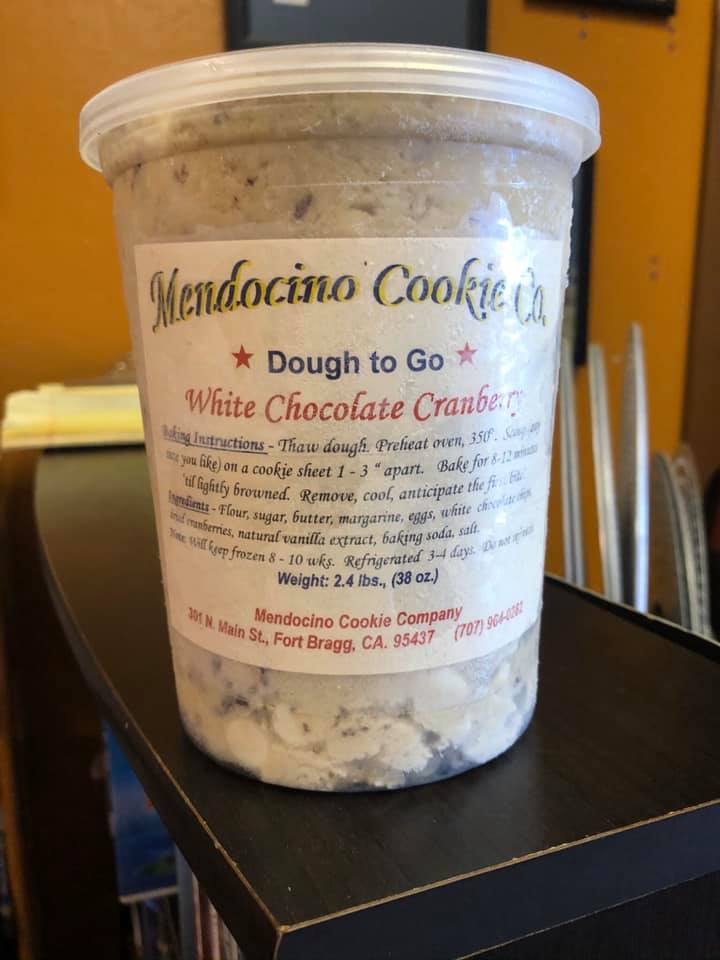 Mendocino Cookie Co.
★ Dough to Go ★
White Chocolate Cranberry
Baking Instructions - Thaw dough. Preheat oven, 350°. Scoop (any
size you like) on a cookie sheet 1 - 3 " apart. Bake for 8-12 minutes
'til lightly browned. Remove, cool, anticipate the first bite.
Ingredients - Flour, sugar, butter, margarine, eggs, white chocolate chips,
dried cranberries, natural vanilla extract, baking soda, salt.
Note: Will keep frozen 8 - 10 wks. Refrigerated 3-4 days. Do not
Weight: 2.4 lbs., (38 oz.)
Mendocino Cookie Company
301 N. Main St., Fort Bragg, CA. 95437 (707)